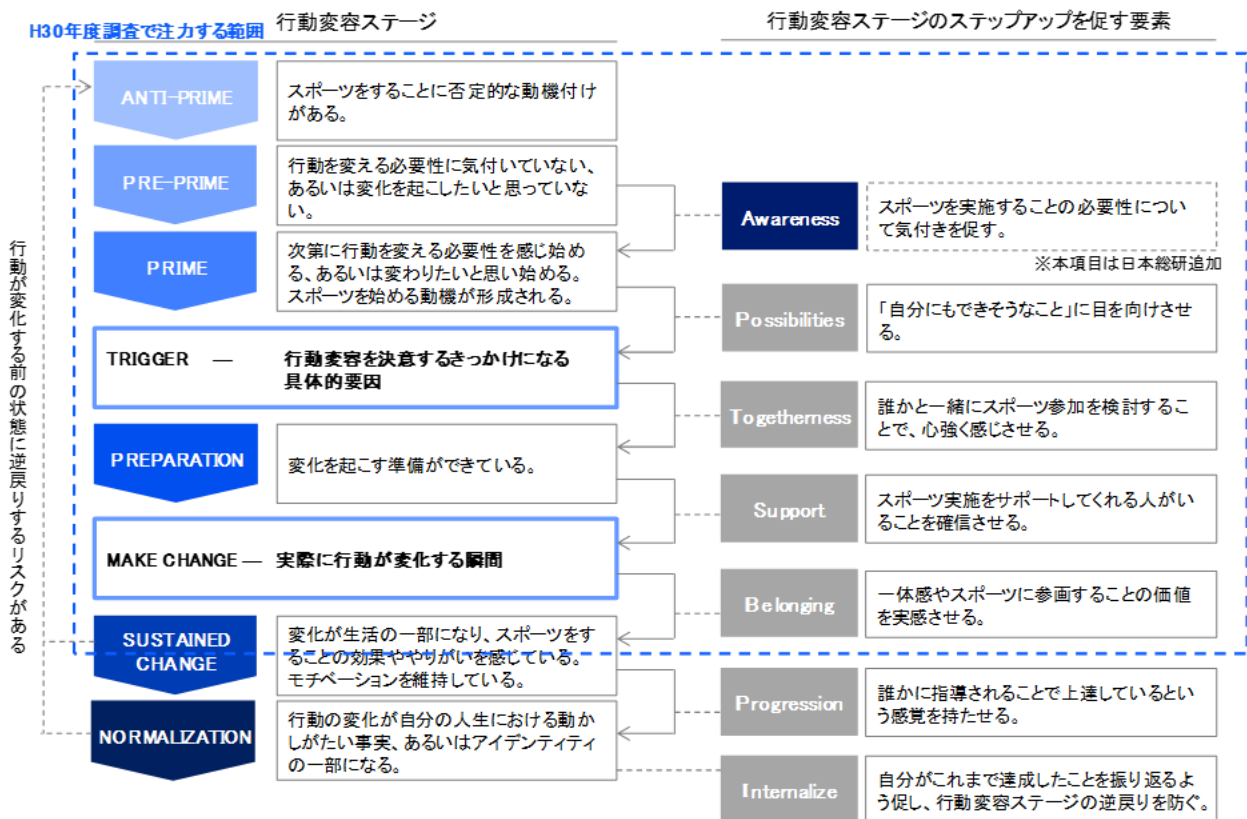 H30年度調査で注力する範囲
行動変容ステージ
行動変容ステージのステップアップを促す要素
ANTI-PRIME
スポーツをすることに否定的な動機付け
がある。
PRE-PRIME
行動を変える必要性に気付いていない、
あるいは変化を起こしたいと思っていな
い。
Awareness
スポーツを実施することの必要性につい
て気付きを促す。
※本項目は日本総研追加
PRIME
次第に行動を変える必要性を感じ始め
る、あるいは変わりたいと思い始める。
スポーツを始める動機が形成される。
Possibilities
「自分にもできそうなこと」に目を向けさせ
る。
TRIGGER ― 行動変容を決意するきっかけになる
具体的要因
Togetherness
誰かと一緒にスポーツ参加を検討するこ
とで、心強く感じさせる。
PREPARATION
変化を起こす準備ができている。
Support
スポーツ実施をサポートしてくれる人がい
ることを確信させる。
MAKE CHANGE ― 実際に行動が変化する瞬間
Belonging
一体感やスポーツに参画することの価値
を実感させる。
SUSTAINED
CHANGE
変化が生活の一部になり、スポーツをす
ることの効果ややりがいを感じている。
モチベーションを維持している。
Progression
誰かに指導されることで上達しているとい
う感覚を持たせる。
NORMALIZATION
行動の変化が自分の人生における動か
しがたい事実、あるいはアイデンティティ
の一部になる。
Internalize
自分がこれまで達成したことを振り返るよ
う促し、行動変容ステージの逆戻りを防ぐ。
行動が変化する前の状態に逆戻りするリスクがある